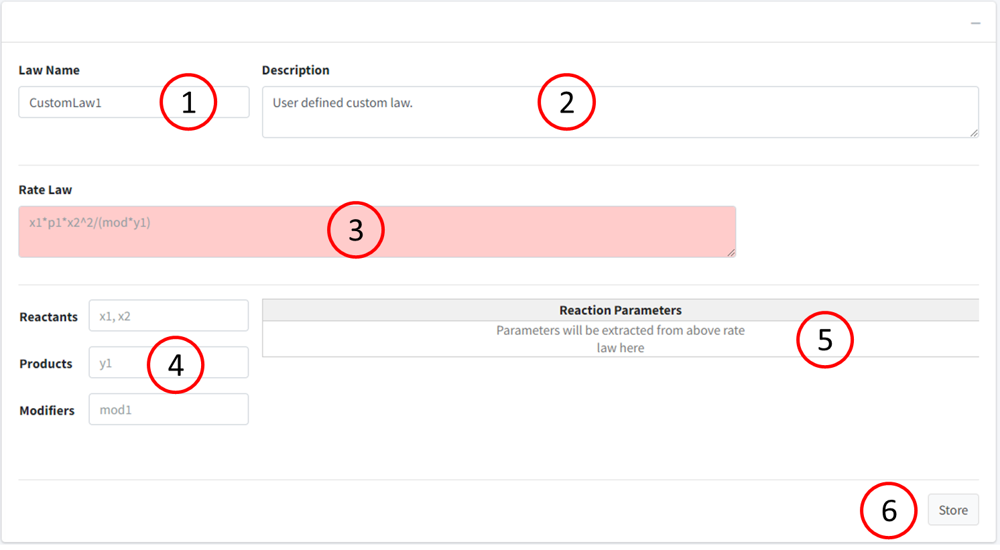 Law Name
Description
CustomLaw1
1
User defined custom law.
2
Rate Law
x1*p1*x2^2/(mod*y1)
3
Reactants
x1, x2
Products
y1
4
Modifiers
mod1
Reaction Parameters
Parameters will be extracted from above rate
law here
5
6
Store